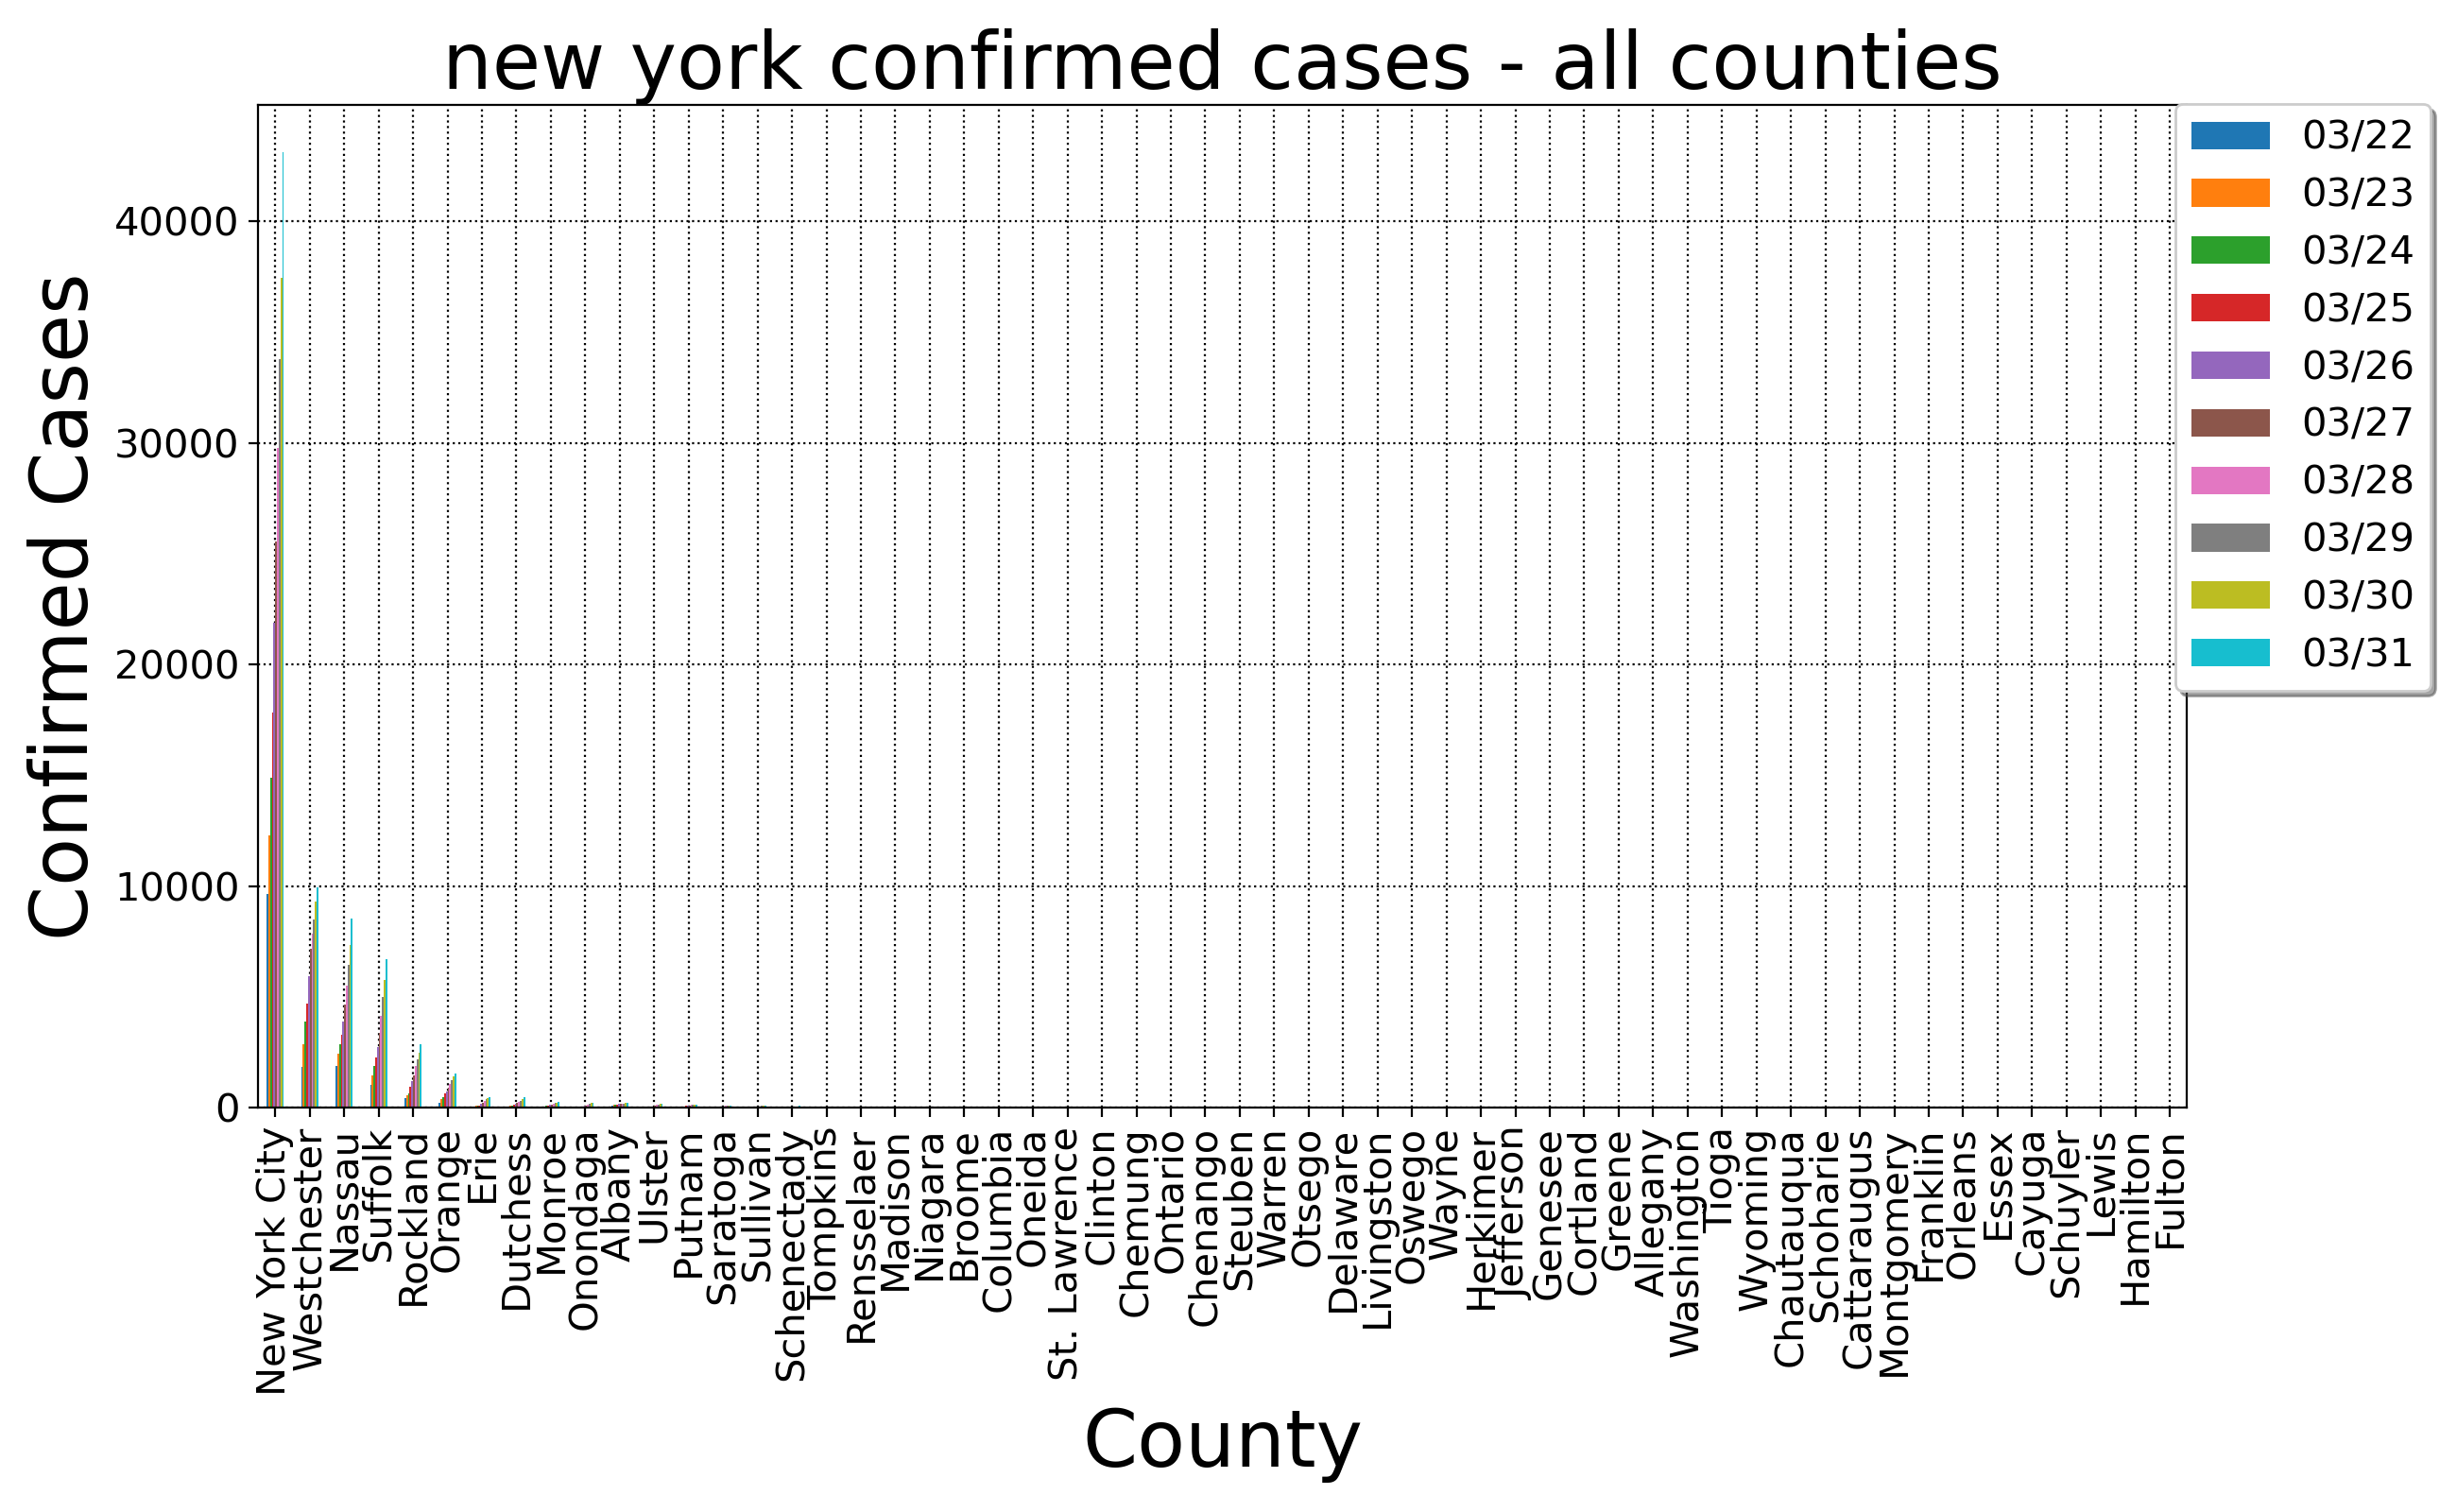 new york confirmed cases - all counties
Confirmed Cases
40000
30000
20000
10000
0
03/22
03/23
03/24
03/25
03/26
03/27
03/28
03/29
03/30
03/31
New York City
Westchester
Nassau
Suffolk
Rockland
Orange
Erie
Dutchess
Monroe
Onondaga
Albany
Ulster
Putnam
Saratoga
Sullivan
Schenectady
Tompkins
Rensselaer
Madison
Niagara
Broome
Columbia
Oneida
St. Lawrence
Clinton
Chemung
Ontario
Chenango
Steuben
Warren
Otsego
Delaware
Livingston
Oswego
Wayne
Herkimer
Jefferson
Genesee
Cortland
Greene
Allegany
Washington
Tioga
Wyoming
Chautauqua
Schoharie
Cattaraugus
Montgomery
Franklin
Orleans
Essex
Cayuga
Schuyler
Lewis
Hamilton
Fulton
County